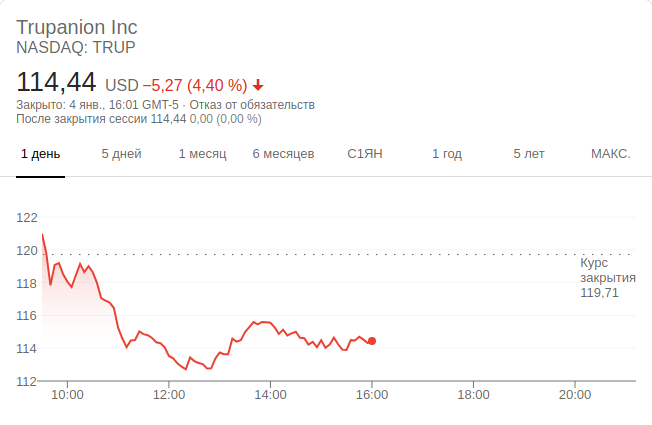 Trupanion Inc
NASDAQ: TRUP
114,44 USD −5,27 (4,40 %)
Закрыто: 4 янв., 16:01 GMT-5 · Отказ от обязательств
После закрытия сессии 114,44 0,00 (0,00 %)
1 день 5 дней 1 месяц 6 месяцев С1ЯН 1 год 5 лет МАКС.
122
120
118
116
114
112
Курс
закрытия
119,71
10:00 12:00 14:00 16:00 18:00 20:00